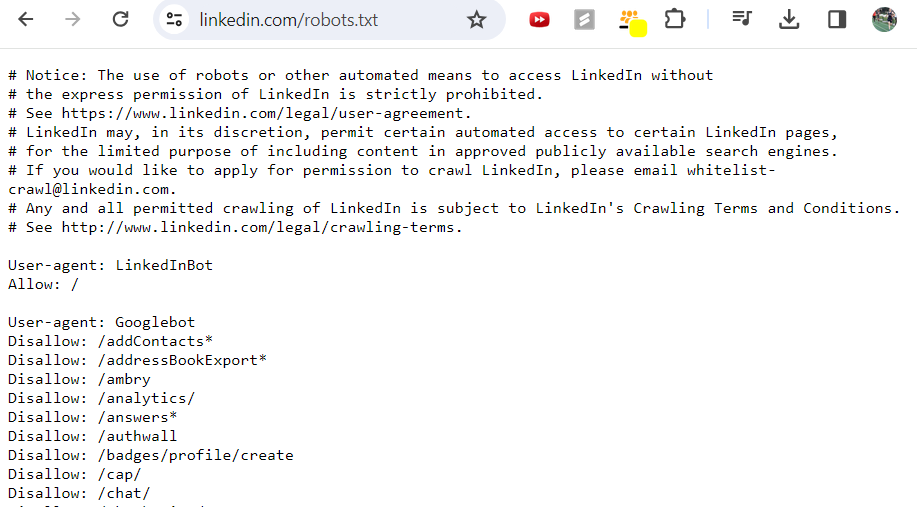 linkedin.com/robots.txt
# Notice: The use of robots or other automated means to access LinkedIn without
# the express permission of LinkedIn is strictly prohibited.
# See https://www.linkedin.com/legal/user-agreement.
# LinkedIn may, in its discretion, permit certain automated access to certain LinkedIn pages,
# for the limited purpose of including content in approved publicly available search engines.
# If you would like to apply for permission to crawl LinkedIn, please email whitelist-
crawl@linkedin.com.
# Any and all permitted crawling of LinkedIn is subject to LinkedIn's Crawling Terms and Conditions.
# See http://www.linkedin.com/legal/crawling-terms.
User-agent: LinkedInBot
Allow: /
User-agent: Googlebot
Disallow: /addContacts*
Disallow: /addressBookExport*
Disallow: /ambry
Disallow: /analytics/
Disallow: /answers*
Disallow: /authwall
Disallow: /badges/profile/create
Disallow: /cap/
Disallow: /chat/